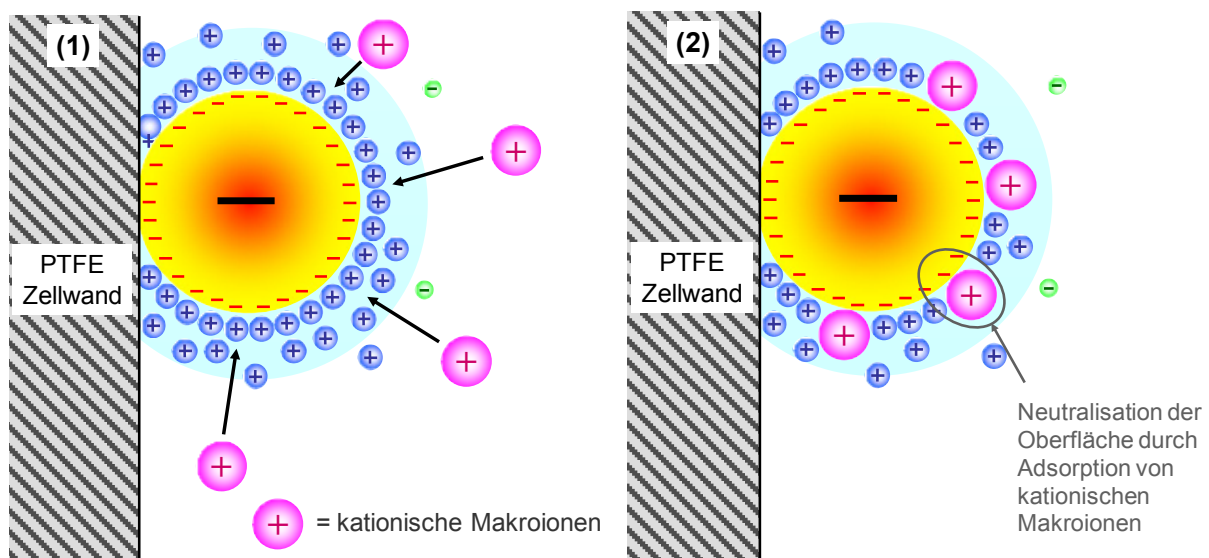 (1)
PTFE
Zellwand
= kationische Makroionen
(2)
PTFE
Zellwand
Neutralisation der
Oberfläche durch
Adsorption von
kationischen
Makroionen